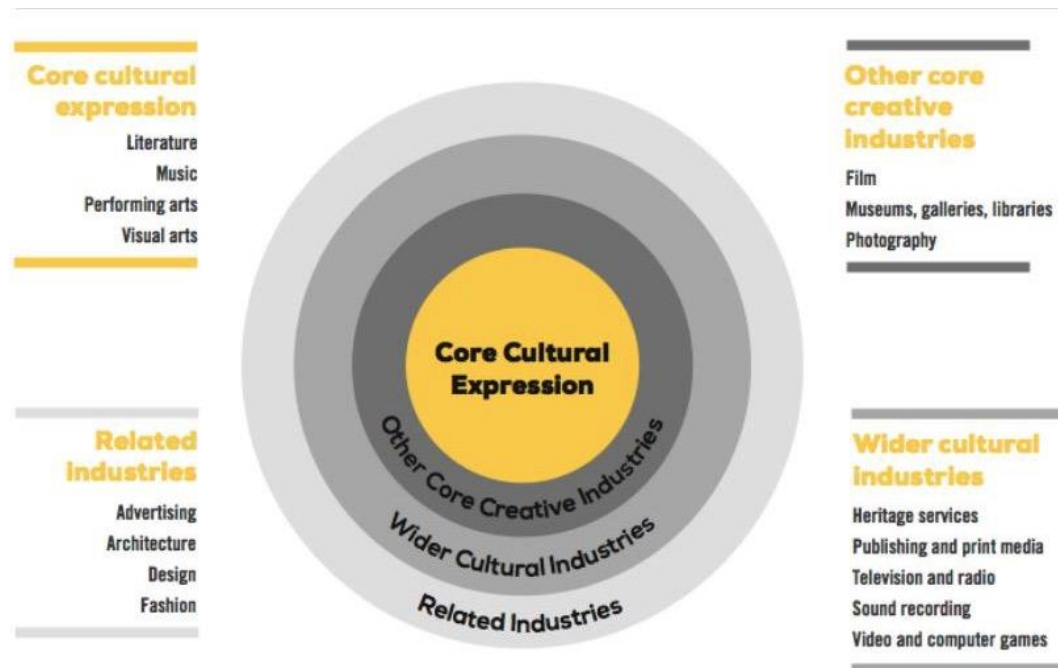 Core cultural
expression
Literature
Music
Performing arts
Visual arts
Other core
creative
industries
Film
Museums, galleries, libraries
Photography
Core Cultural
Expression
Other Core Creative Industries
Wider Cultural Industries
Related Industries
Related
industries
Advertising
Architecture
Design
Fashion
Wider cultural
industries
Heritage services
Publishing and print media
Television and radio
Sound recording
Video and computer games